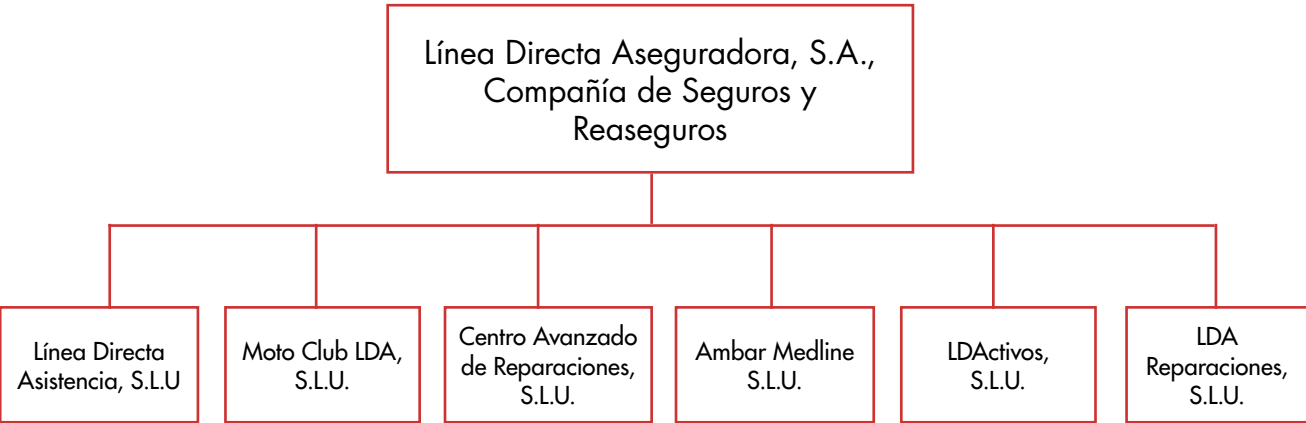 Línea Directa Aseguradora, S.A.,
Compañía de Seguros y
Reaseguros
Línea Directa
Asistencia, S.L.U
Moto Club LDA,
S.L.U.
Centro Avanzado
de Reparaciones,
S.L.U.
Ambar Medline
S.L.U.
LDActivos,
S.L.U.
LDA
Reparaciones,
S.L.U.